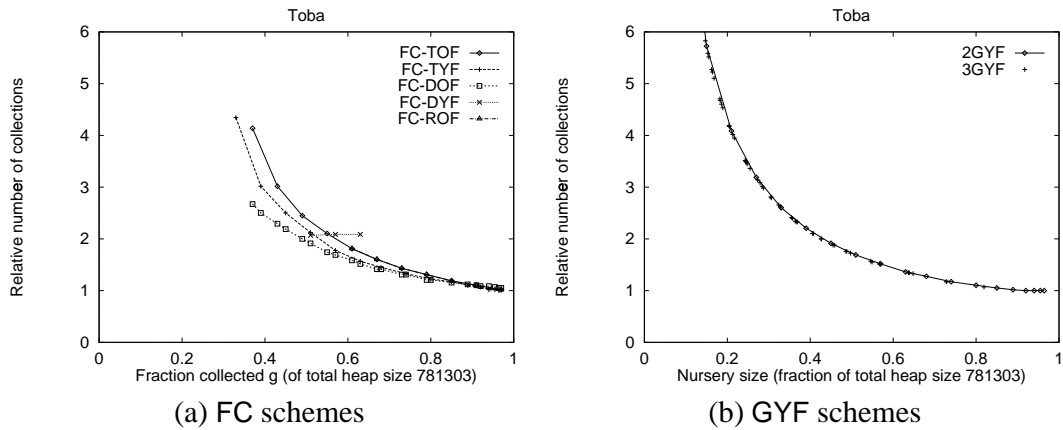 Toba
Relative number of collections
6
5
4
3
2
1
0
FC-TOF
FC-TYF
FC-DOF
FC-DYF
FC-ROF
0 0.2 0.4 0.6 0.8 1
Fraction collected g (of total heap size 781303)
(a) FC schemes
Toba
Relative number of collections
6
5
4
3
2
1
0
2GYF
3GYF
0 0.2 0.4 0.6 0.8 1
Nursery size (fraction of total heap size 781303)
(b) GYF schemes